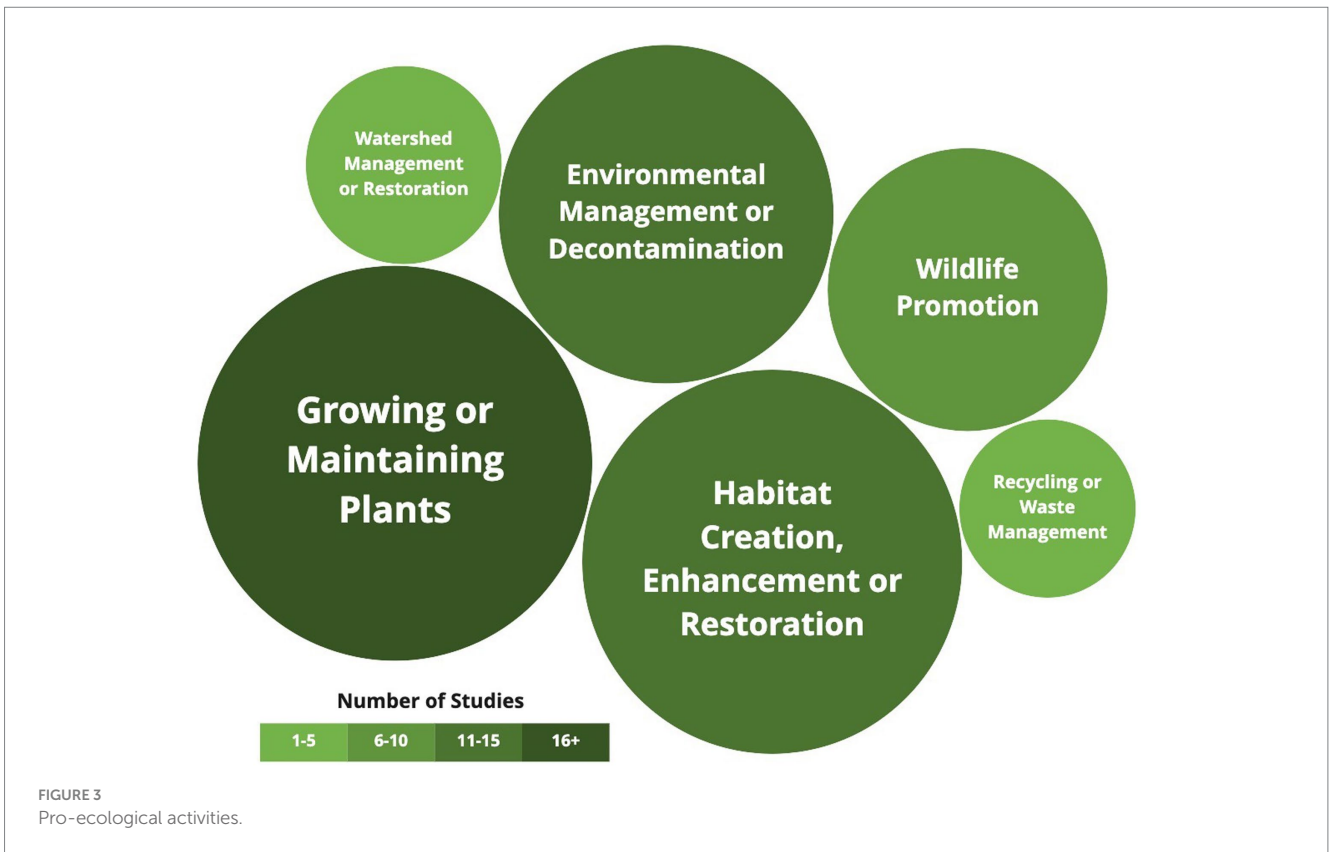 Watershed
Management
or Restoration
Environmental
Management or
Decontamination
Wildlife
Promotion
Growing or
Maintaining
Plants
Habitat
Creation,
Enhancement or
Restoration
Recycling or
Waste
Management
Number of Studies
1-5 6-10 11-15 16+
FIGURE 3
Pro-ecological activities.